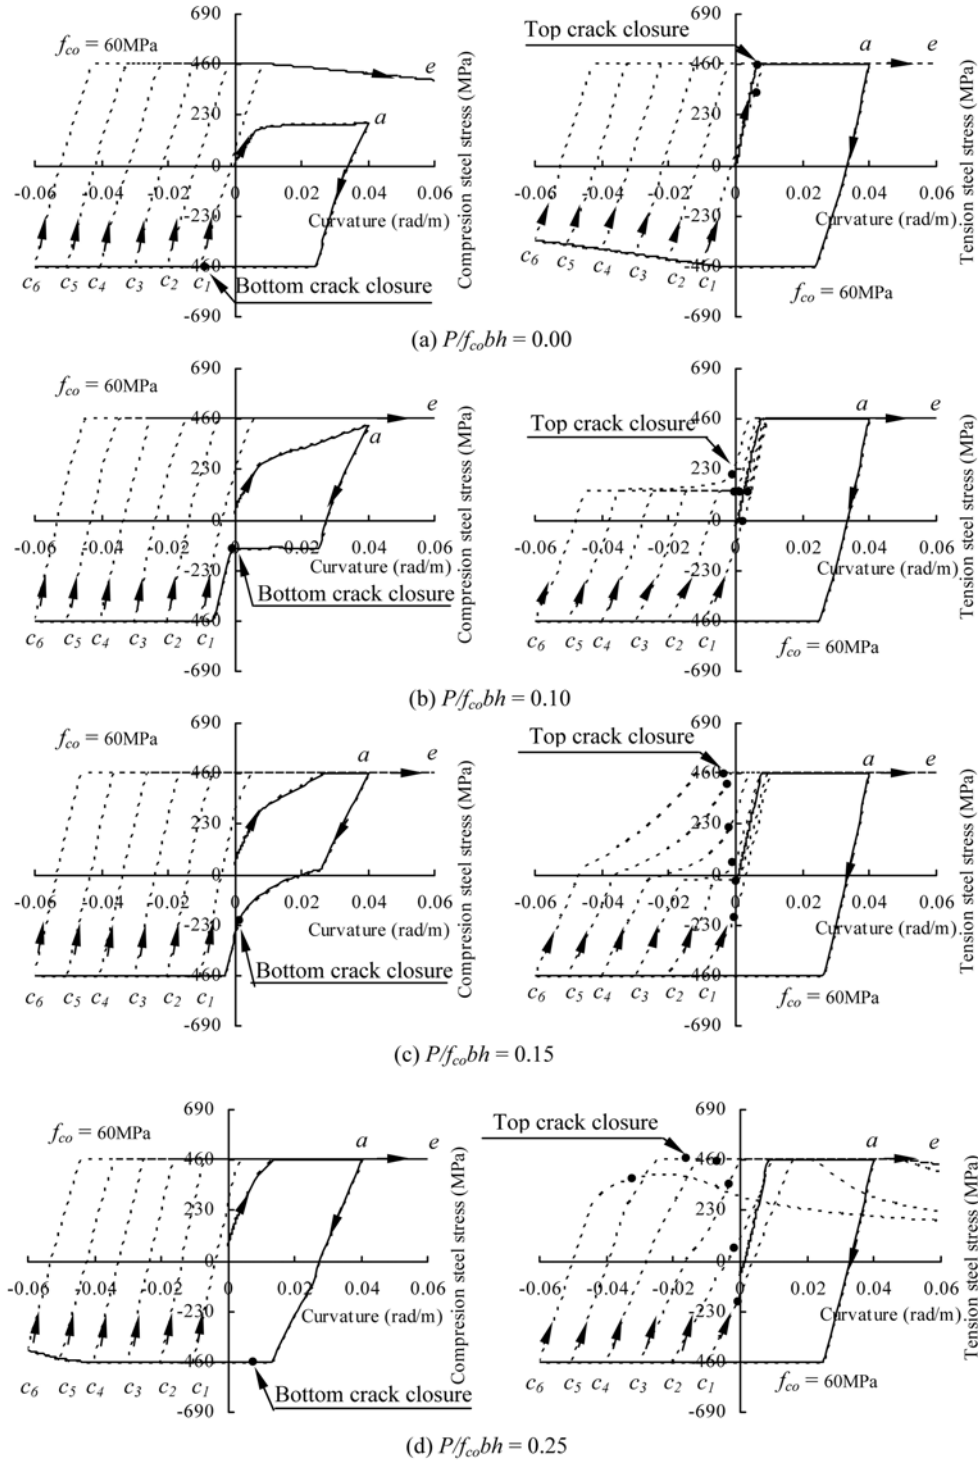 690
f_co = 60MPa
460
e
230
a
0
-0.06 -0.04 -0.02 0 0.02 0.04 0.06
-230
Curvature (rad/m)
-460
c6 c5 c4 c3 c2 c1
Bottom crack closure
-690
Compresion steel stress (MPa)
690
Top crack closure
a
e
460
230
0
-0.06 -0.04 -0.02 0 0.02 0.04 0.06
-230
Curvature (rad/m)
-460
c6 c5 c4 c3 c2 c1
f_co = 60MPa
-690
Tension steel stress (MPa)
(a) P/f_co bh = 0.00
690
f_co = 60MPa
460
e
a
230
0
-0.06 -0.04 -0.02 0 0.02 0.04 0.06
-230
Curvature (rad/m)
Bottom crack closure
-460
c6 c5 c4 c3 c2 c1
-690
Compresion steel stress (MPa)
690
Top crack closure
a
e
460
230
0
-0.06 -0.04 -0.02 0 0.02 0.04 0.06
-230
Curvature (rad/m)
-460
c6 c5 c4 c3 c2 c1
f_co = 60MPa
-690
Tension steel stress (MPa)
(b) P/f_co bh = 0.10
690
f_co = 60MPa
a
e
460
230
0
-0.06 -0.04 -0.02 0 0.02 0.04 0.06
-230
Curvature (rad/m)
Bottom crack closure
-460
c6 c5 c4 c3 c2 c1
-690
Compresion steel stress (MPa)
690
Top crack closure
a
e
460
230
0
-0.06 -0.04 -0.02 0 0.02 0.04 0.06
-230
Curvature (rad/m)
-460
c6 c5 c4 c3 c2 c1
f_co = 60MPa
-690
Tension steel stress (MPa)
(c) P/f_co bh = 0.15
690
f_co = 60MPa
a
e
460
230
0
-0.06 -0.04 -0.02 0 0.02 0.04 0.06
-230
Curvature (rad/m)
-460
c6 c5 c4 c3 c2 c1
Bottom crack closure
-690
Compresion steel stress (MPa)
690
Top crack closure
a
e
460
230
0
-0.06 -0.04 -0.02 0 0.02 0.04 0.06
-230
Curvature (rad/m)
-460
c6 c5 c4 c3 c2 c1
f_co = 60MPa
-690
Tension steel stress (MPa)
(d) P/f_co bh = 0.25